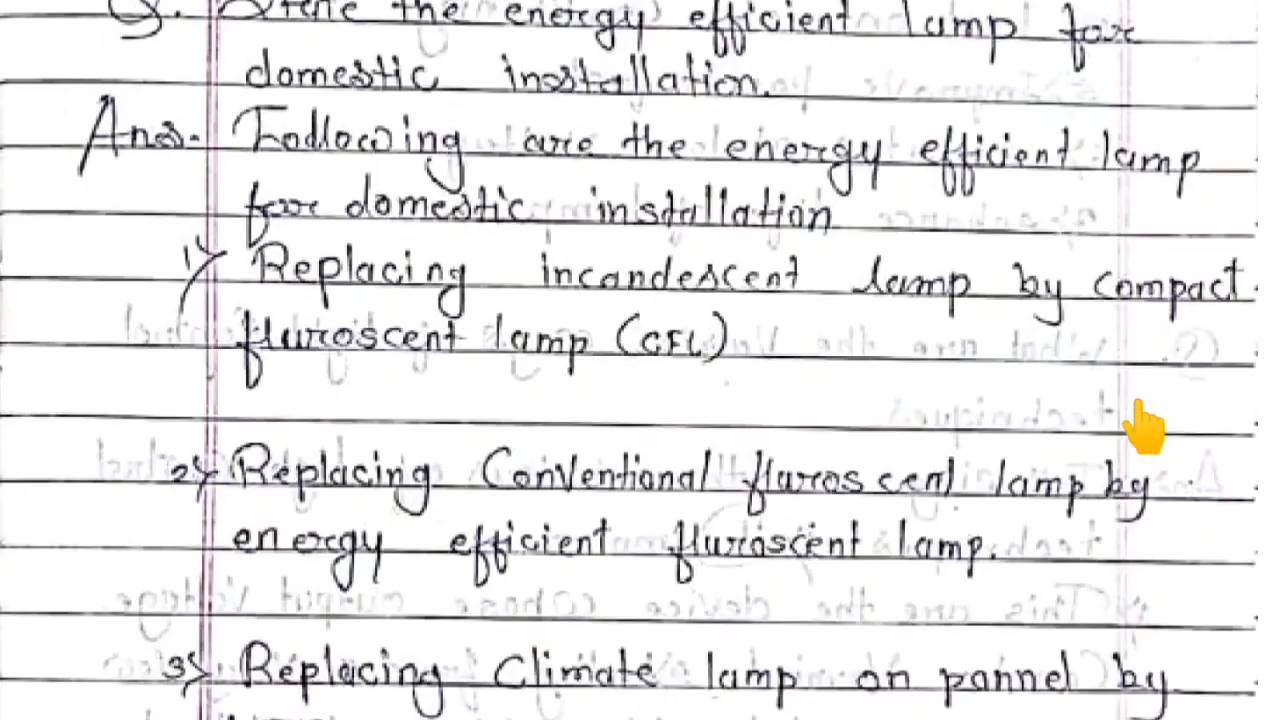 Q. State the energy efficient lamp for
domestic installation.
Ans. Following are the energy efficient lamp
for domestic installation
1) Replacing incandescent lamp by compact
fluroscent lamp (CFL)
2) Replacing Conventional fluroscent lamp by
energy efficient fluroscent lamp.
3) Replacing Climate lamp on pannel by